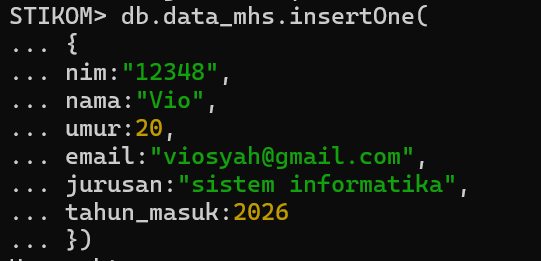 STIKOM> db.data_mhs.insertOne(
... {
... nim:"12348",
... nama:"Vio",
... umur:20,
... email:"viosyah@gmail.com",
... jurusan:"sistem informatika",
... tahun_masuk:2026
... })